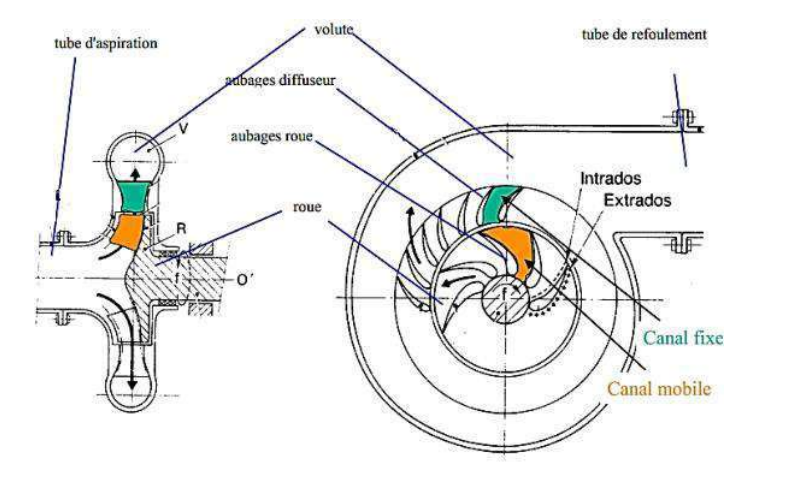 volute
tube de refoulement
tube d'aspiration
aubages diffuseur
aubages roue
V
Intrados
Extrados
roue
R
O'
Canal fixe
Canal mobile